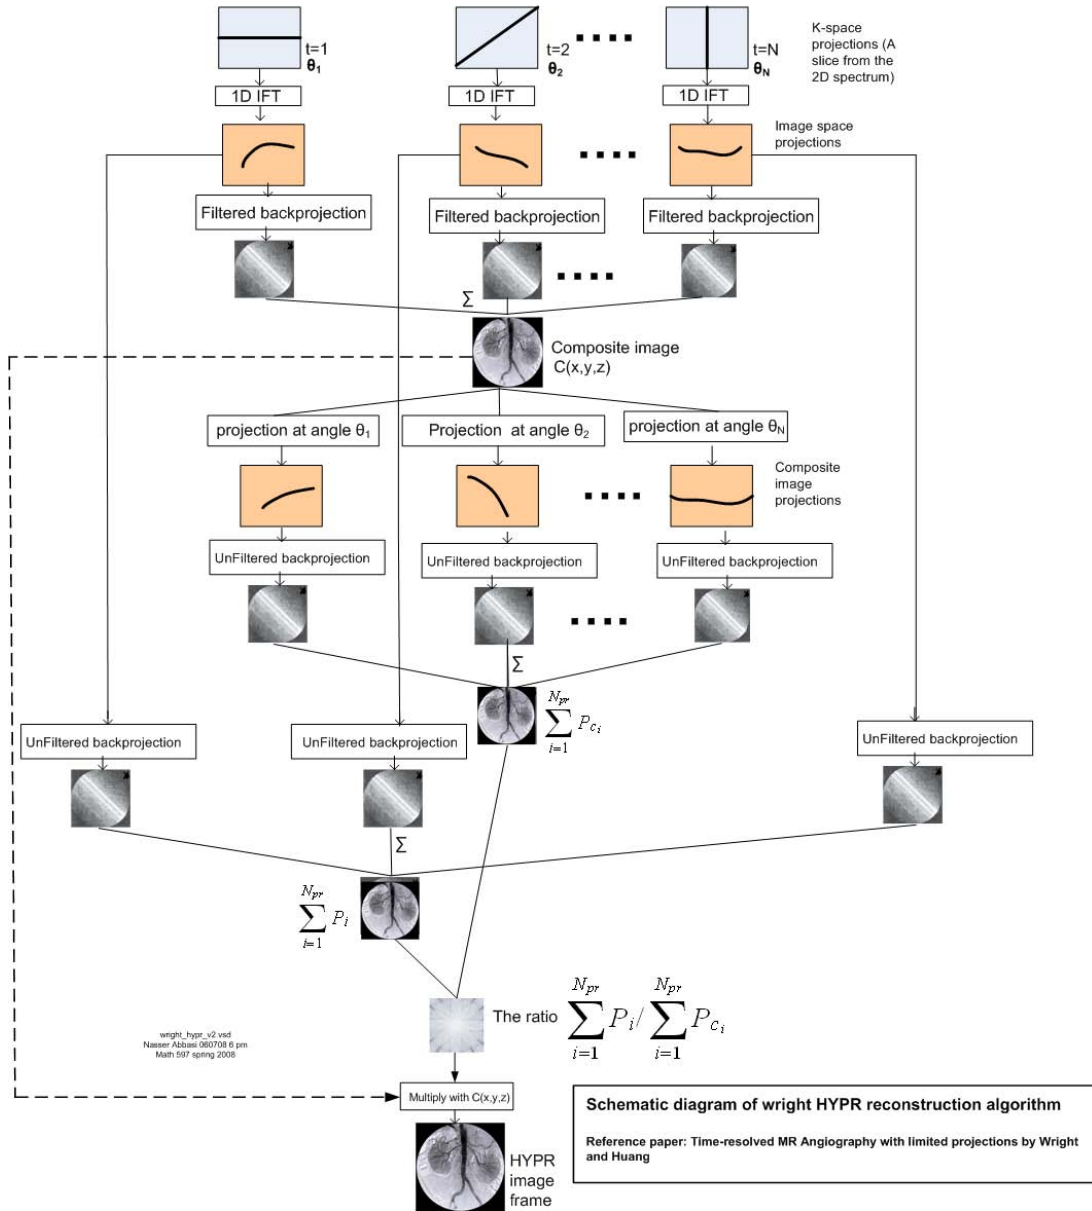 t=1
θ1
t=2
θ2
t=N
θN
K-space
projections (A
slice from the
2D spectrum)
1D IFT
1D IFT
1D IFT
Image space
projections
Filtered backprojection
Filtered backprojection
Filtered backprojection
Σ
Composite image
C(x,y,z)
projection at angle θ1
Projection at angle θ2
projection at angle θN
Composite
image
projections
UnFiltered backprojection
UnFiltered backprojection
UnFiltered backprojection
Σ
Npr
∑ Pci
i=1
UnFiltered backprojection
UnFiltered backprojection
UnFiltered backprojection
Σ
Npr
∑ Pi
i=1
The ratio
Npr Npr
∑ Pi / ∑ Pci
i=1 i=1
wright_hypr_v2 vsd
Nasser Abbasi 060708 6 pm
Math 597 spring 2008
Multiply with C(x,y,z)
HYPR
image
frame
Schematic diagram of wright HYPR reconstruction algorithm
Reference paper: Time-resolved MR Angiography with limited projections by Wright
and Huang